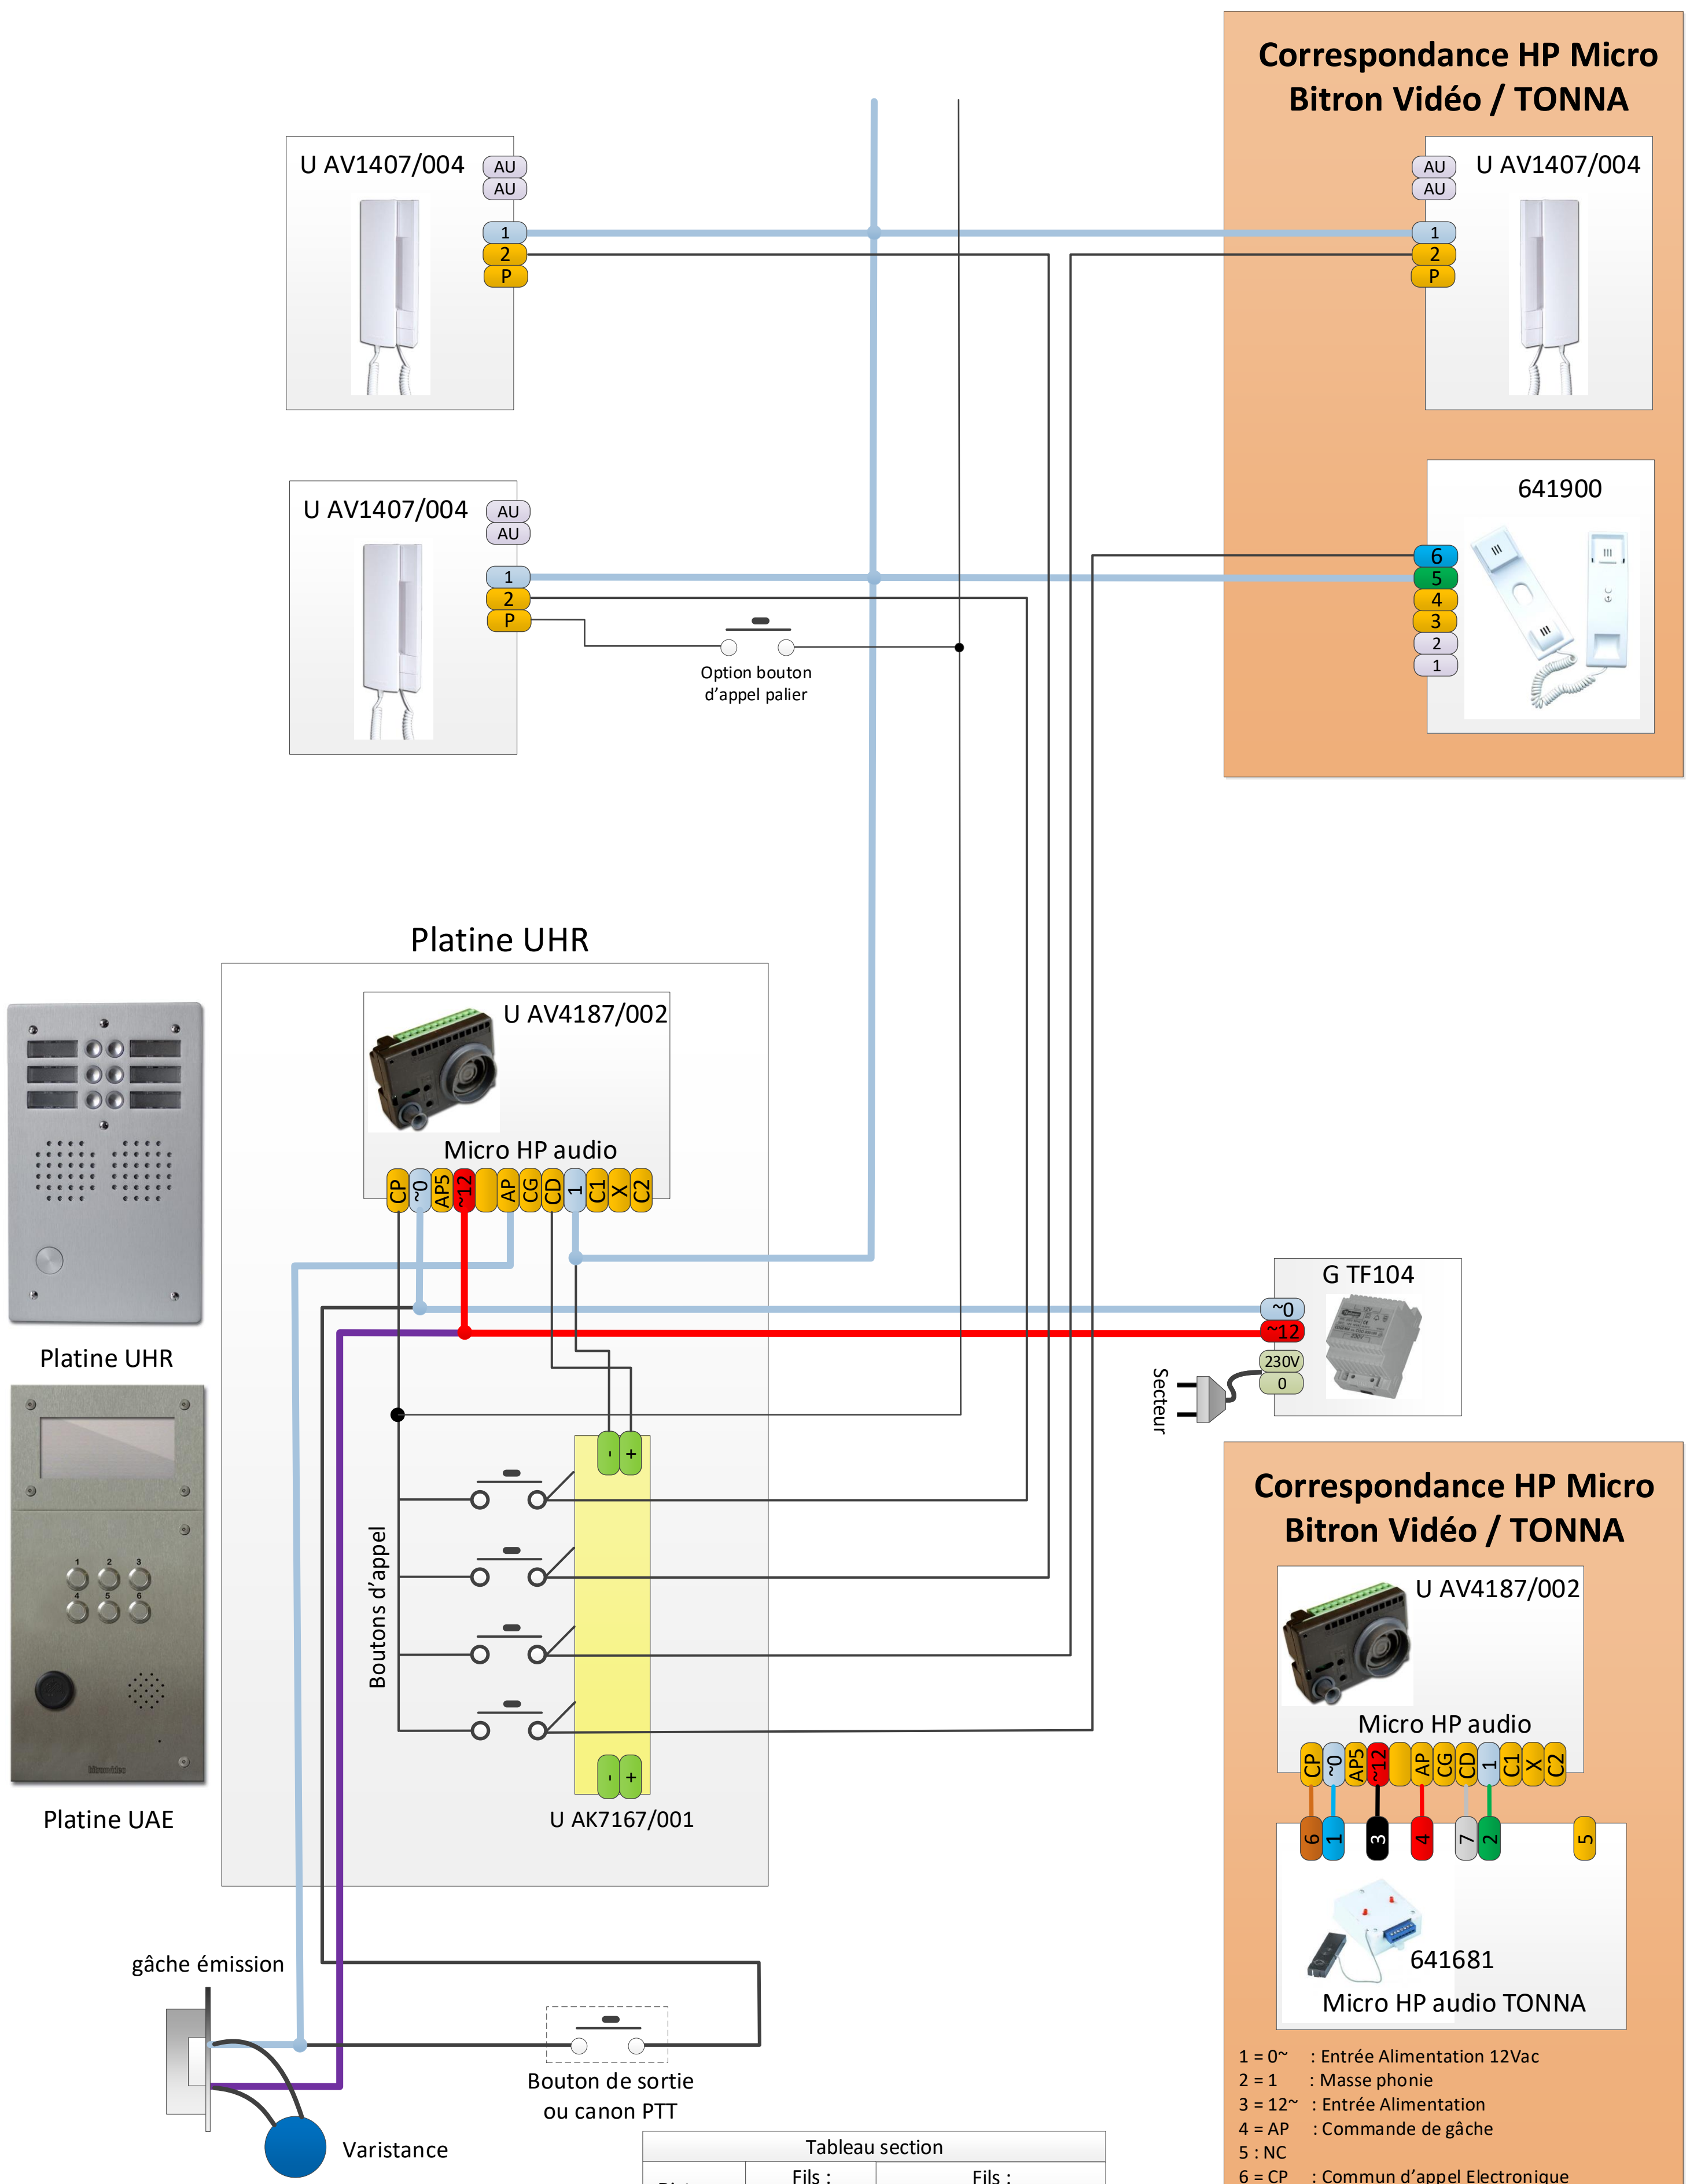 Correspondance HP Micro
Bitron Vidéo / TONNA
U AV1407/004
AU
AU
1
2
P
U AV1407/004
AU
AU
1
2
P
U AV1407/004
AU
AU
1
2
P
Option bouton
d'appel palier
641900
6
5
4
3
2
1
Platine UHR
U AV4187/002
Micro HP audio
CP
~0
AP5
~12
AP
CG
CD
1
C1
X
C2
Platine UHR
1 2 3
4 5 6
Platine UAE
G TF104
~0
~12
230V
0
Secteur
- +
Boutons d'appel
- +
U AK7167/001
Correspondance HP Micro
Bitron Vidéo / TONNA
U AV4187/002
Micro HP audio
CP
~0
AP5
~12
AP
CG
CD
1
C1
X
C2
6
1
3
4
7
2
5
641681
Micro HP audio TONNA
1 = 0~ : Entrée Alimentation 12Vac
2 = 1 : Masse phonie
3 = 12~ : Entrée Alimentation
4 = AP : Commande de gâche
5 : NC
6 = CP : Commun d'appel Electronique
gâche émission
Bouton de sortie
ou canon PTT
Varistance
Tableau section
Fils :
Fils :